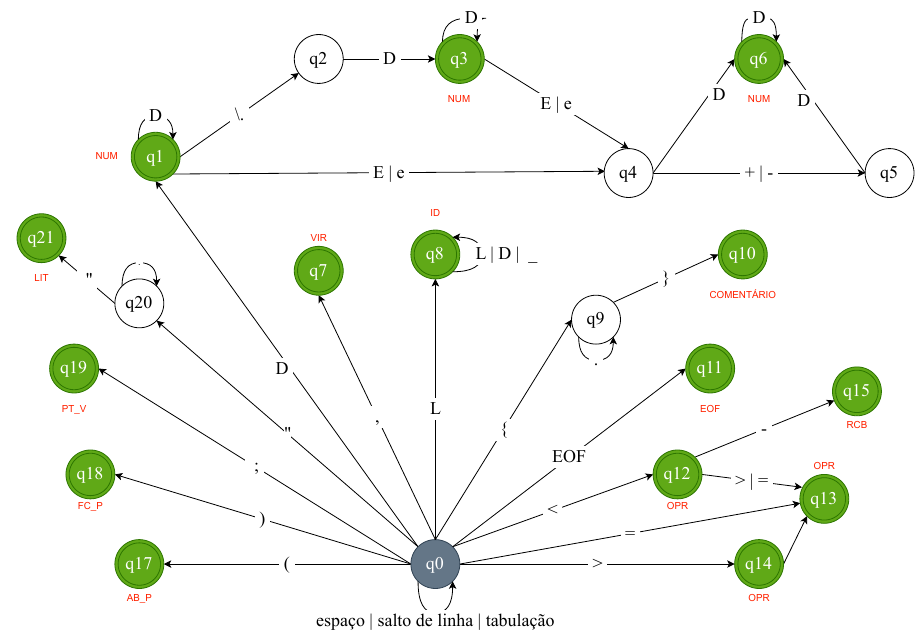 D -
D
q2
D
q3
q6
NUM
NUM
E | e
D
D
\.
D
NUM
q1
E | e
q4
+ | -
q5
ID
q21
VIR
q8
L | D | _
q10
LIT
"
.
q20
q7
}
COMENTÁRIO
q9
.
q19
D
q11
q15
PT_V
L
EOF
RCB
"
,
{
-
;
EOF
OPR
q18
q12
> | =
q13
FC_P
)
<
OPR
=
q17
(
q0
>
q14
AB_P
OPR
espaço | salto de linha | tabulação